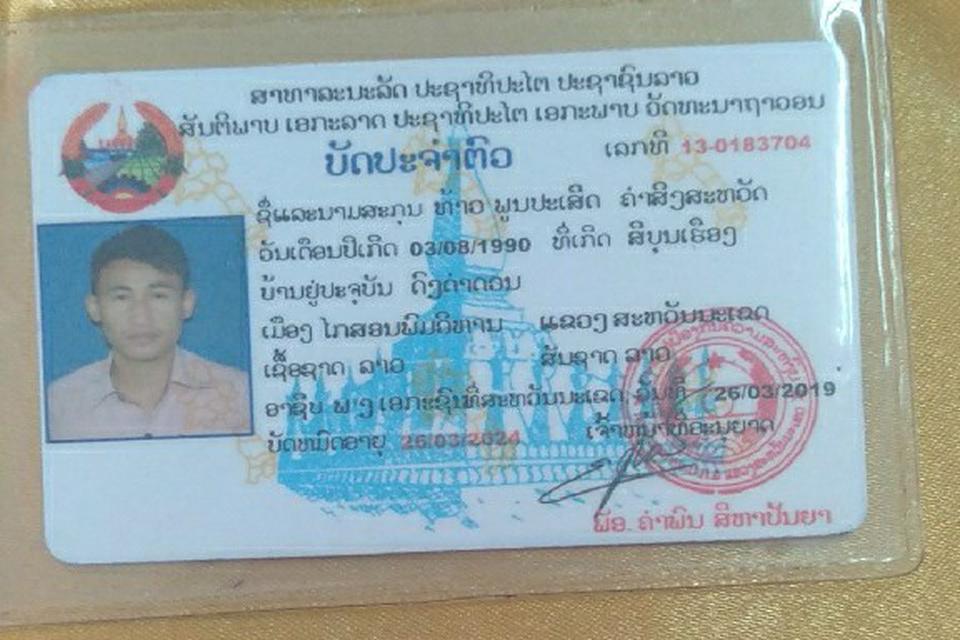 ສາທາລະນະລັດ ປະຊາທິປະໄຕ ປະຊາຊົນລາວ
ສັນຕິພາບ ເອກະລາດ ປະຊາທິປະໄຕ ເອກະພາບ ວັດທະນາຖາວອນ
ບັດປະຈຳຕົວ
ເລກທີ 13-0183704
ຊື່ແລະນາມສະກຸນ ທ້າວ ພູນປະເສີດ ຄຳສິງສະຫວັດ
ວັນເດືອນປີເກີດ 03/08/1990 ທີ່ເກີດ ສີບຸນເຮືອງ
ບ້ານຢູ່ປະຈຸບັນ ດົງດຳດວນ
ເມືອງ ໄກສອນພົມວິຫານ ແຂວງ ສະຫວັນນະເຂດ
ເຊື້ອຊາດ ລາວ ສັນຊາດ ລາວ
ອາຊີບ ພ/ງ ເອກະຊົນ ທີ່ສະຫວັນນະເຂດ, ວັນທີ 26/03/2019
ບັດໝົດອາຍຸ 26/03/2024 ເຈົ້າໜ້າທີ່ອະນຸຍາດ
ພັອ. ຄຳພົນ ສີຫາປັນຍາ